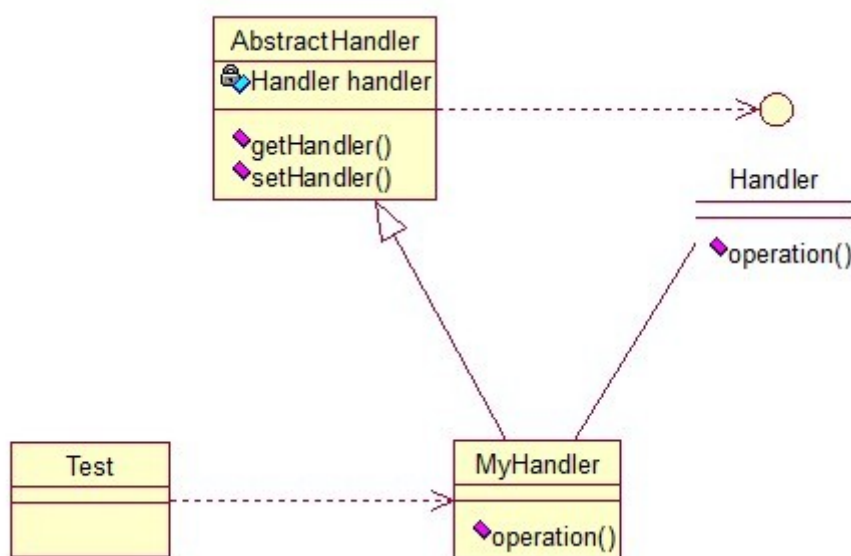 AbstractHandler
Handler handler
getHandler()
setHandler()
Handler
operation()
Test
MyHandler
operation()